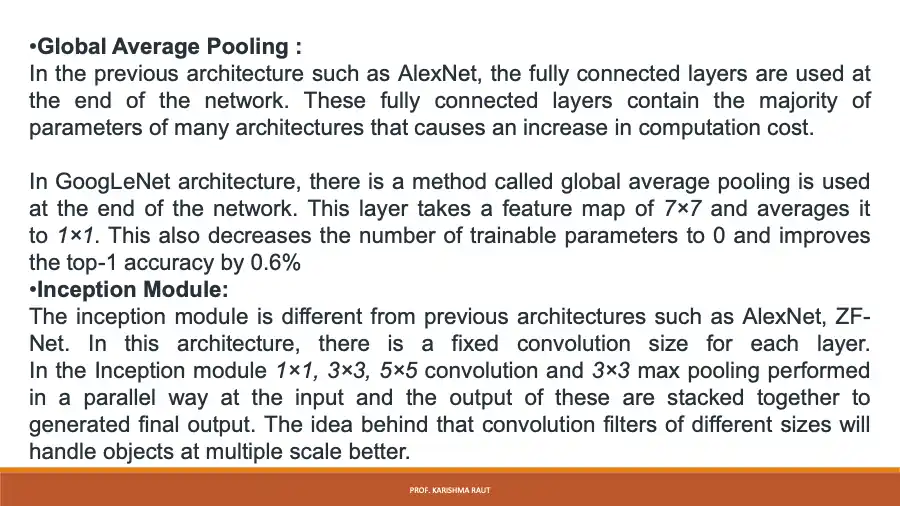 •Global Average Pooling :
In the previous architecture such as AlexNet, the fully connected layers are used at
the end of the network. These fully connected layers contain the majority of
parameters of many architectures that causes an increase in computation cost.
In GoogLeNet architecture, there is a method called global average pooling is used
at the end of the network. This layer takes a feature map of 7×7 and averages it
to 1×1. This also decreases the number of trainable parameters to 0 and improves
the top-1 accuracy by 0.6%
•Inception Module:
The inception module is different from previous architectures such as AlexNet, ZF-
Net. In this architecture, there is a fixed convolution size for each layer.
In the Inception module 1×1, 3×3, 5×5 convolution and 3×3 max pooling performed
in a parallel way at the input and the output of these are stacked together to
generated final output. The idea behind that convolution filters of different sizes will
handle objects at multiple scale better.
PROF. KARISHMA RAUT